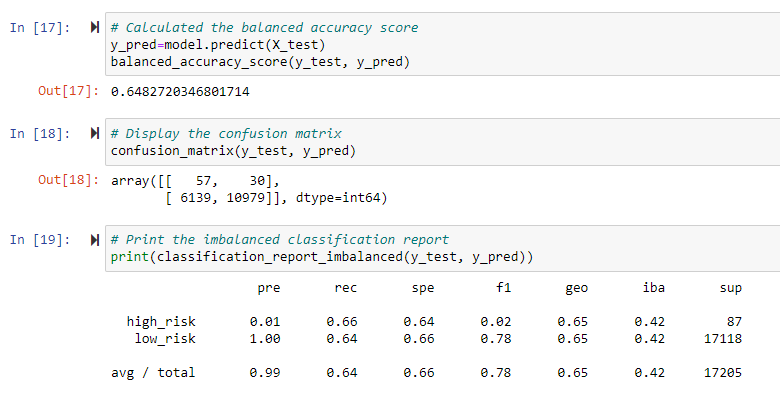 In [17]: # Calculated the balanced accuracy score
y_pred=model.predict(X_test)
balanced_accuracy_score(y_test, y_pred)
Out[17]: 0.6482720346801714
In [18]: # Display the confusion matrix
confusion_matrix(y_test, y_pred)
Out[18]: array([[   57,    30],
       [ 6139, 10979]], dtype=int64)
In [19]: # Print the imbalanced classification report
print(classification_report_imbalanced(y_test, y_pred))
pre rec spe f1 geo iba sup
high_risk 0.01 0.66 0.64 0.02 0.65 0.42 87
low_risk 1.00 0.64 0.66 0.78 0.65 0.42 17118
avg / total 0.99 0.64 0.66 0.78 0.65 0.42 17205